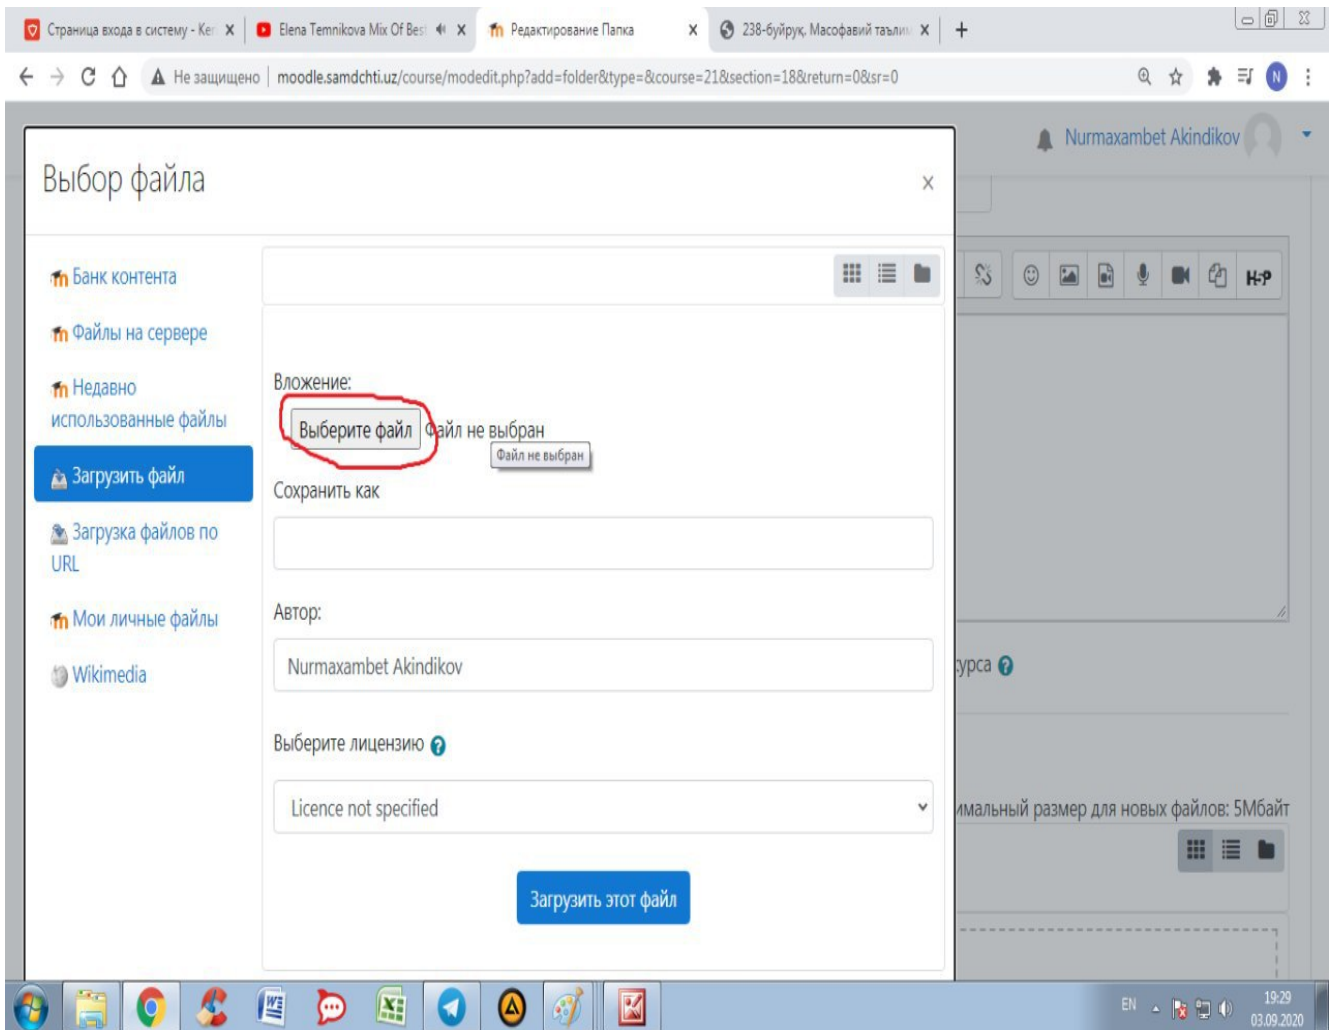 Страница входа в систему - Ker
Elena Temnikova Mix Of Best
Редактирование Папка
238-буйруқ. Масофавий таълим
Не защищено | moodle.samdchti.uz/course/modedit.php?add=folder&type=&course=21&section=18&return=0&sr=0
N
Nurmaxambet Akindikov
Выбор файла
Банк контента
Файлы на сервере
H-P
Недавно
использованные файлы
Вложение:
Выберите файл Файл не выбран
Файл не выбран
Загрузить файл
Сохранить как
Загрузка файлов по
URL
Мои личные файлы
Автор:
Nurmaxambet Akindikov
Wikimedia
курса
Выберите лицензию
Licence not specified
имальный размер для новых файлов: 5Мбайт
Загрузить этот файл
EN
19:29
03.09.2020